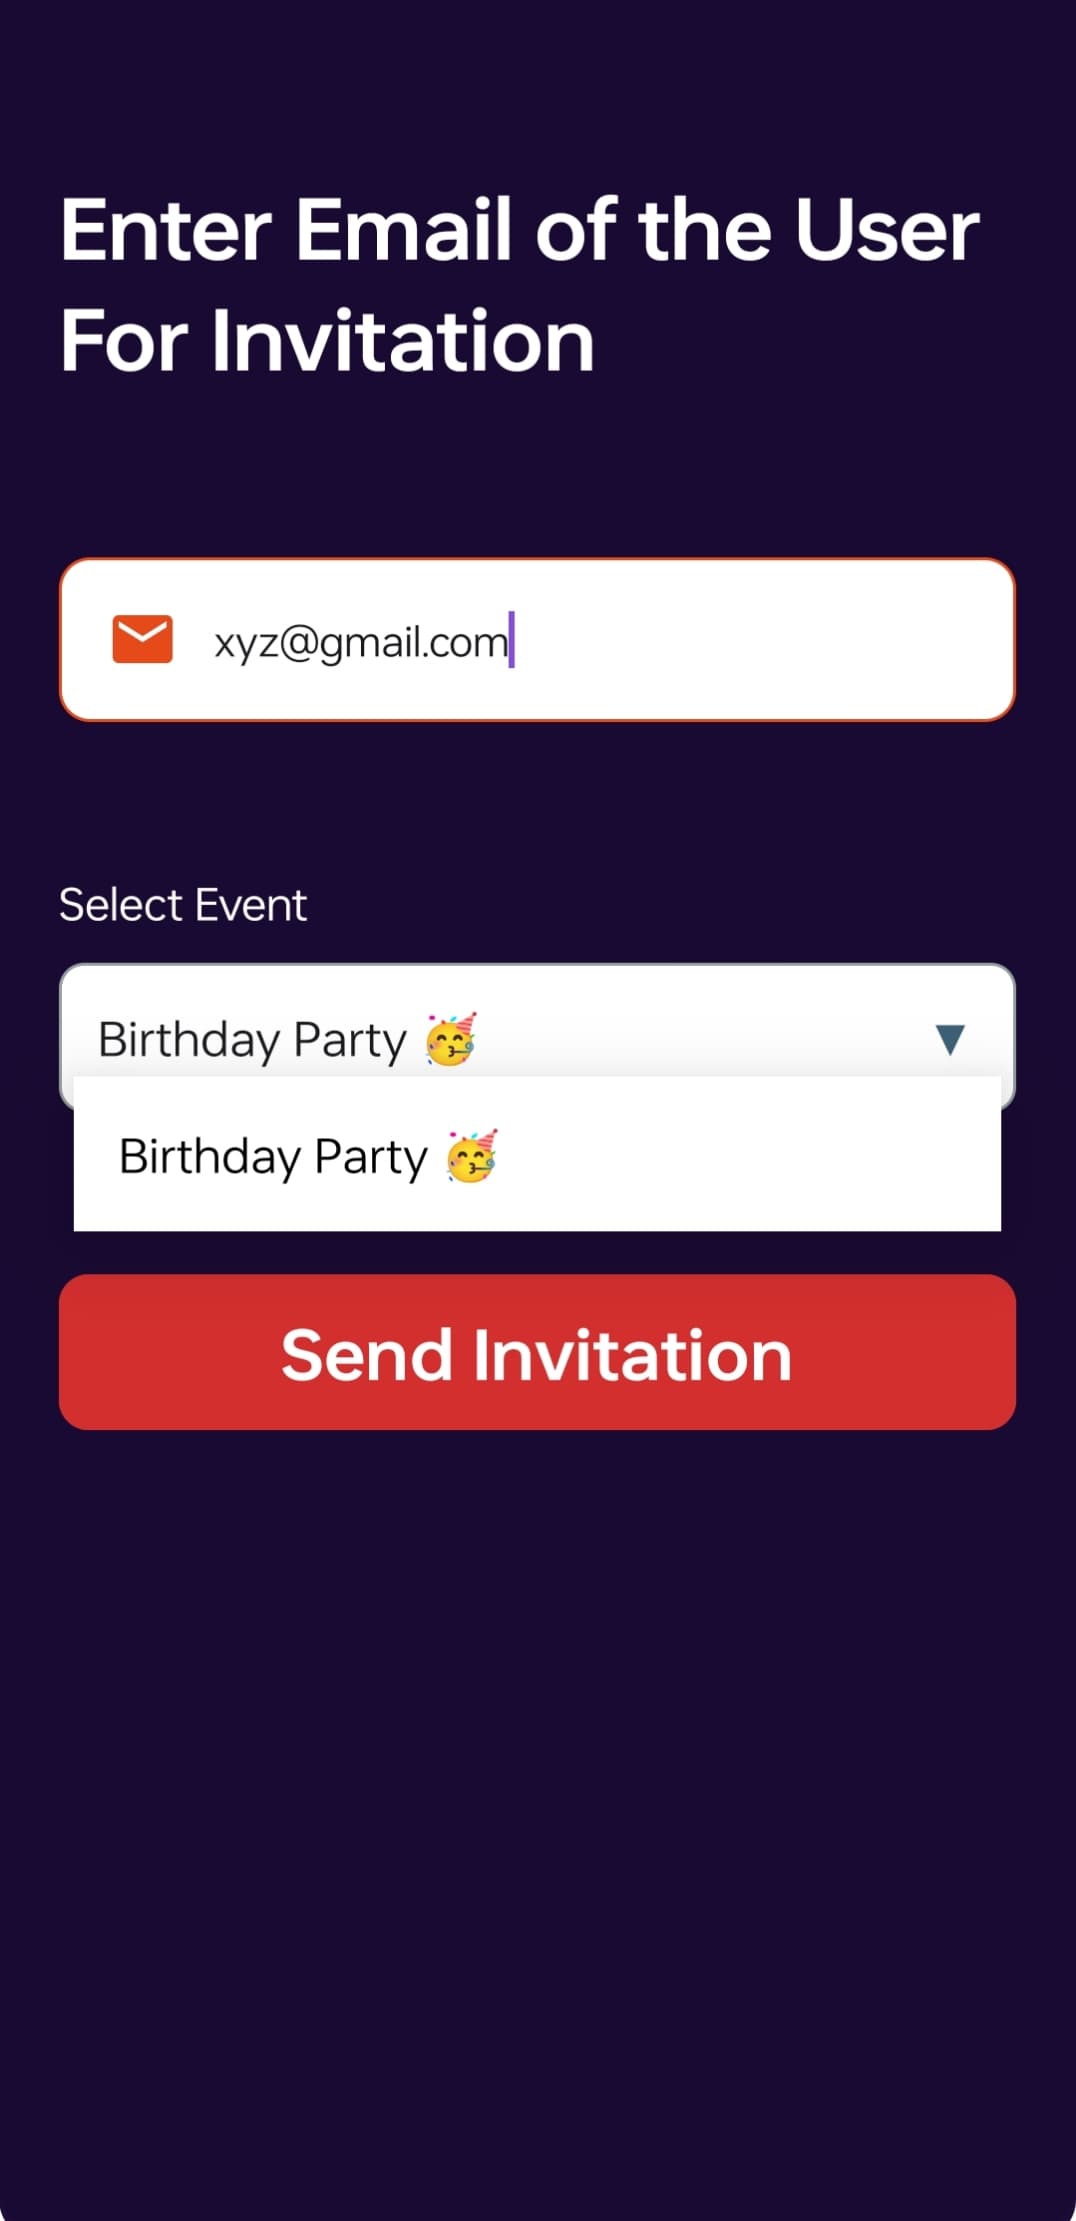 Enter Email of the User
For Invitation
xyz@gmail.com
Select Event
Birthday Party 🥳
Birthday Party 🥳
Send Invitation